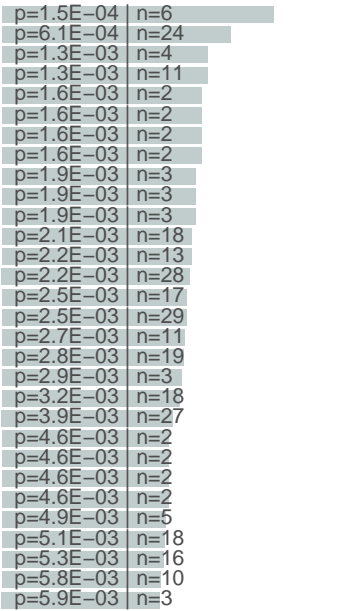 p=1.5E−04 | n=6
p=6.1E−04 | n=24
p=1.3E−03 | n=4
p=1.3E−03 | n=11
p=1.6E−03 | n=2
p=1.6E−03 | n=2
p=1.6E−03 | n=2
p=1.6E−03 | n=2
p=1.9E−03 | n=3
p=1.9E−03 | n=3
p=1.9E−03 | n=3
p=2.1E−03 | n=18
p=2.2E−03 | n=13
p=2.2E−03 | n=28
p=2.5E−03 | n=17
p=2.5E−03 | n=29
p=2.7E−03 | n=11
p=2.8E−03 | n=19
p=2.9E−03 | n=3
p=3.2E−03 | n=18
p=3.9E−03 | n=27
p=4.6E−03 | n=2
p=4.6E−03 | n=2
p=4.6E−03 | n=2
p=4.6E−03 | n=2
p=4.9E−03 | n=5
p=5.1E−03 | n=18
p=5.3E−03 | n=16
p=5.8E−03 | n=10
p=5.9E−03 | n=3